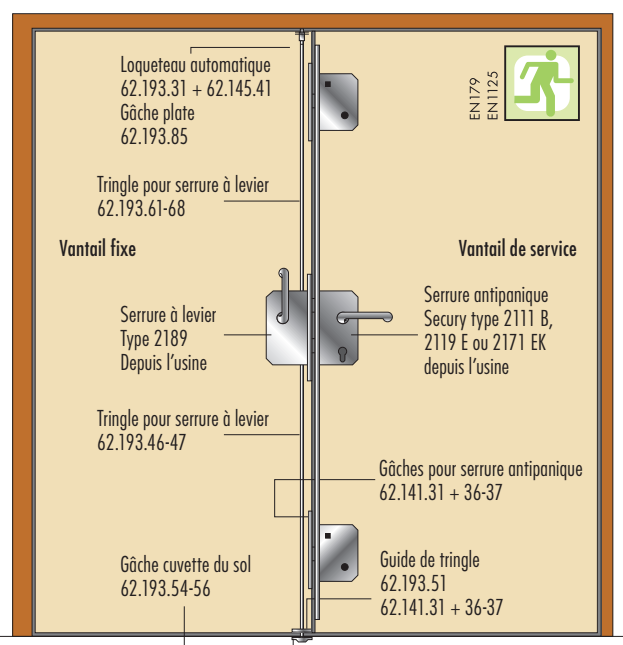 Loqueteau automatique
62.193.31 + 62.145.41
Gâche plate
62.193.85
EN179
EN1125
Tringle pour serrure à levier
62.193.61-68
Vantail fixe
Vantail de service
Serrure à levier
Type 2189
Depuis l'usine
Serrure antipanique
Secury type 2111 B,
2119 E ou 2171 EK
depuis l'usine
Tringle pour serrure à levier
62.193.46-47
Gâches pour serrure antipanique
62.141.31 + 36-37
Gâche cuvette du sol
62.193.54-56
Guide de tringle
62.193.51
62.141.31 + 36-37